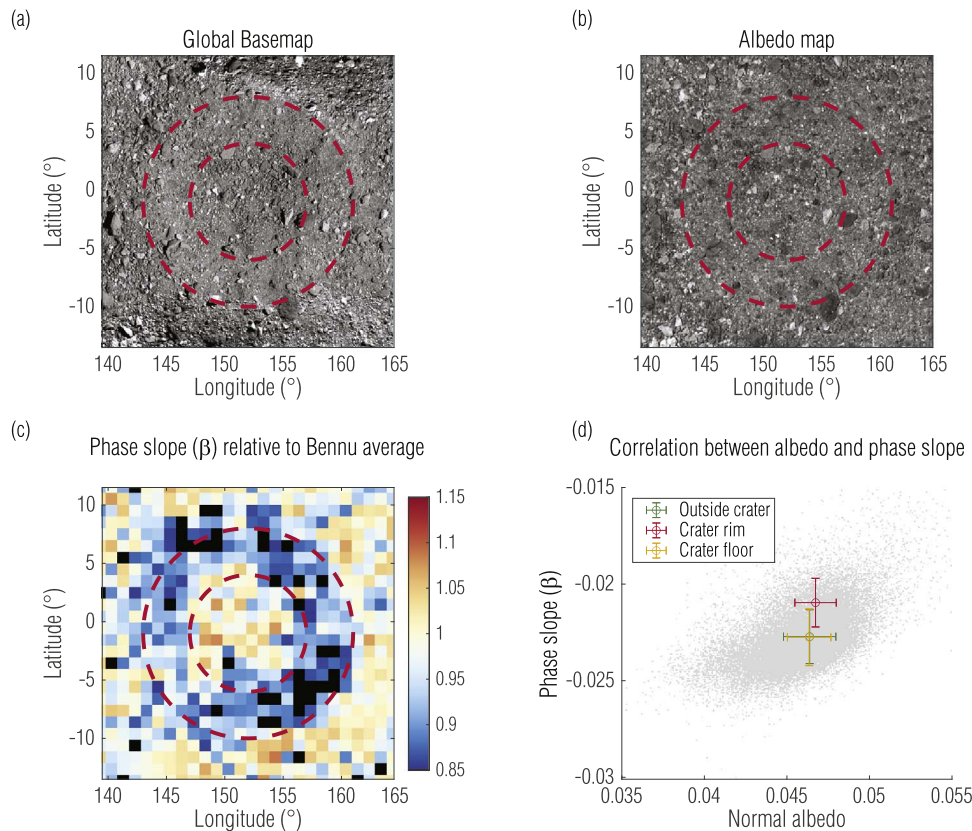 (a)
Global Basemap
10
5
0
-5
-10
Latitude (°)
140 145 150 155 160 165
Longitude (°)
(b)
Albedo map
10
5
0
-5
-10
Latitude (°)
140 145 150 155 160 165
Longitude (°)
(c)
Phase slope (β) relative to Bennu average
10
5
0
-5
-10
Latitude (°)
140 145 150 155 160 165
Longitude (°)
1.15
1.1
1.05
1
0.95
0.9
0.85
(d)
Correlation between albedo and phase slope
-0.015
-0.02
-0.025
-0.03
Phase slope (β)
Outside crater
Crater rim
Crater floor
0.035 0.04 0.045 0.05 0.055
Normal albedo